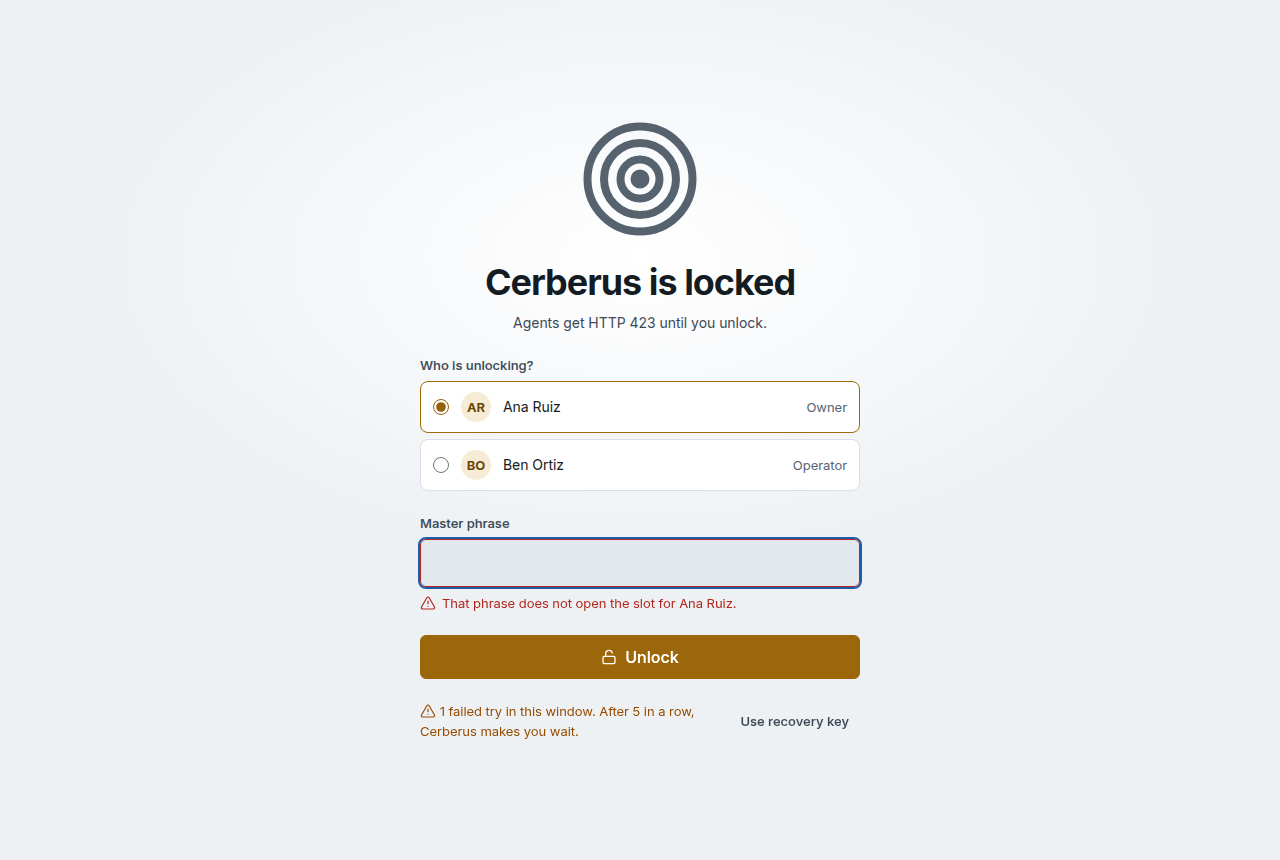 Cerberus is locked
Agents get HTTP 423 until you unlock.
Who is unlocking?
AR Ana Ruiz Owner
BO Ben Ortiz Operator
Master phrase
That phrase does not open the slot for Ana Ruiz.
Unlock
1 failed try in this window. After 5 in a row,
Cerberus makes you wait.
Use recovery key